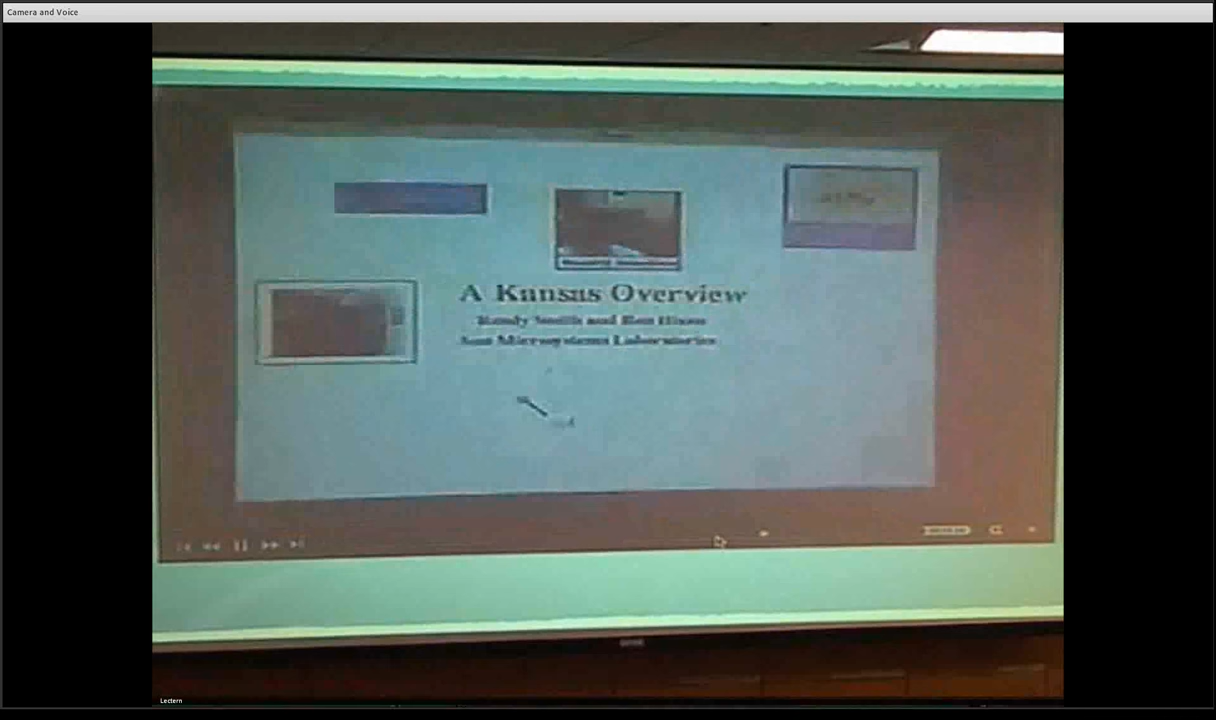 Camera and Voice
A Kansas Overview
Randy Smith and Ron Hixon
Sun Microsystems Laboratories
Lectern